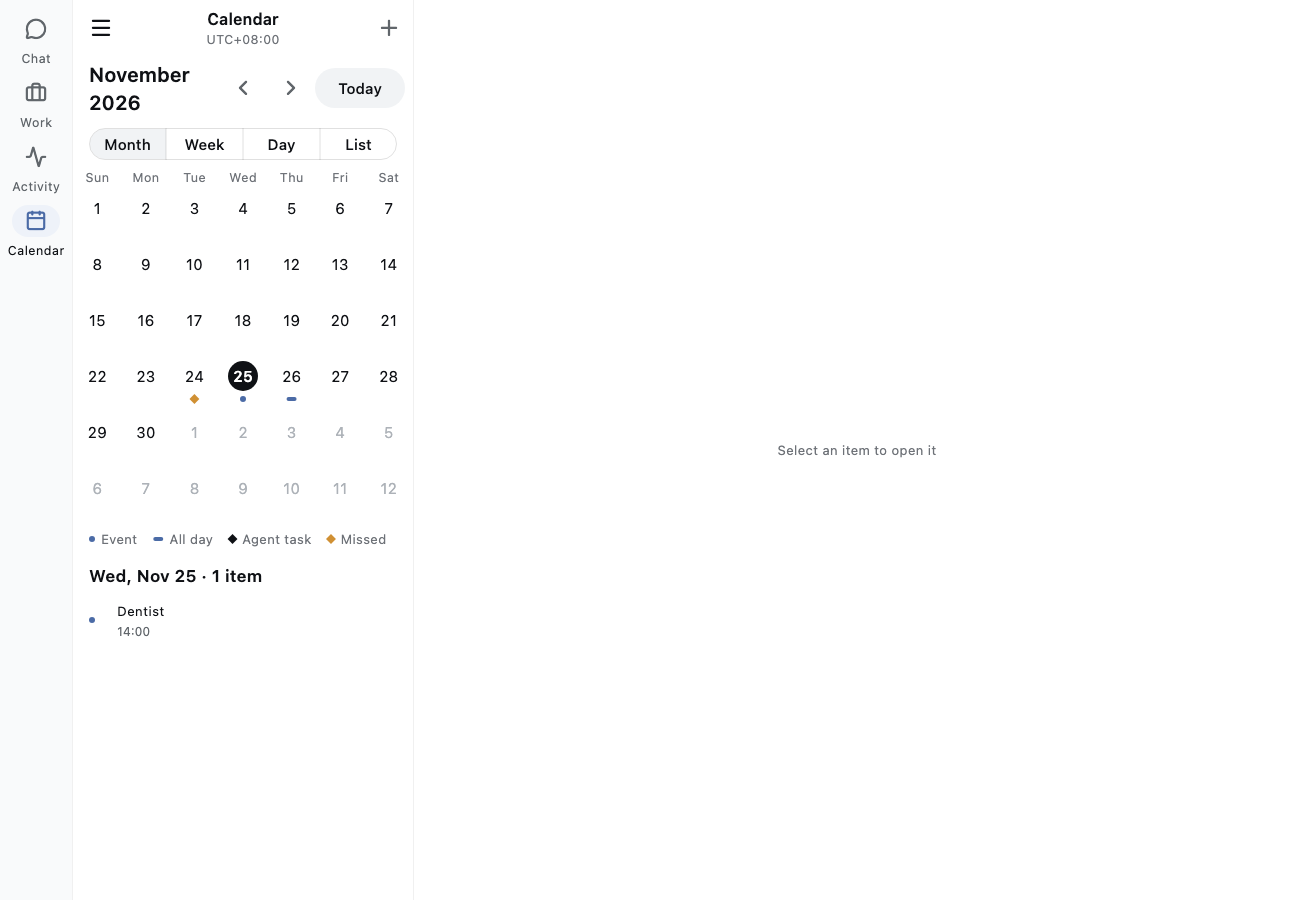 Chat
Work
Activity
Calendar
Calendar
UTC+08:00
November
2026
Today
Month Week Day List
Sun Mon Tue Wed Thu Fri Sat
1 2 3 4 5 6 7
8 9 10 11 12 13 14
15 16 17 18 19 20 21
22 23 24 25 26 27 28
29 30 1 2 3 4 5
6 7 8 9 10 11 12
Event All day Agent task Missed
Wed, Nov 25 · 1 item
Dentist
14:00
Select an item to open it